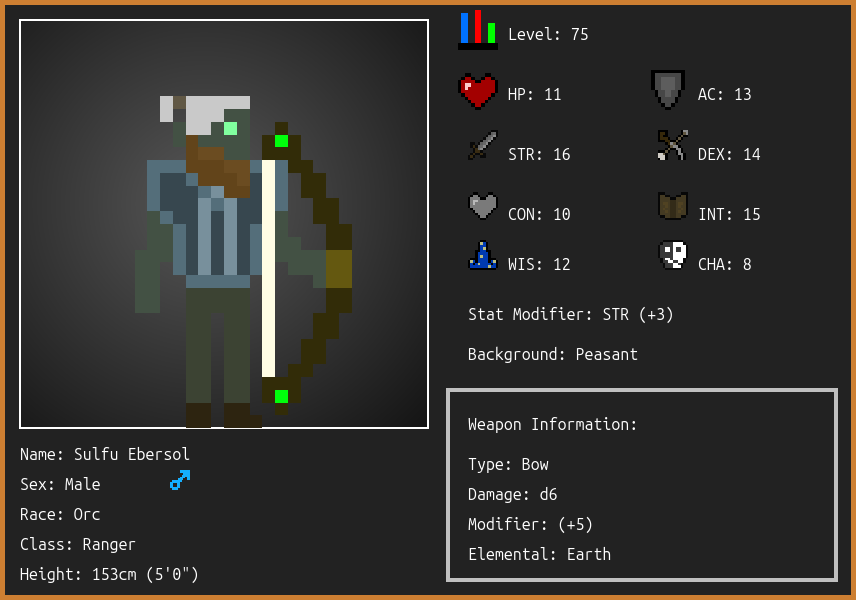 Level: 75
HP: 11
AC: 13
STR: 16
DEX: 14
CON: 10
INT: 15
WIS: 12
CHA: 8
Stat Modifier: STR (+3)
Background: Peasant
Weapon Information:
Type: Bow
Damage: d6
Modifier: (+5)
Elemental: Earth
Name: Sulfu Ebersol
Sex: Male
Race: Orc
Class: Ranger
Height: 153cm (5'0")